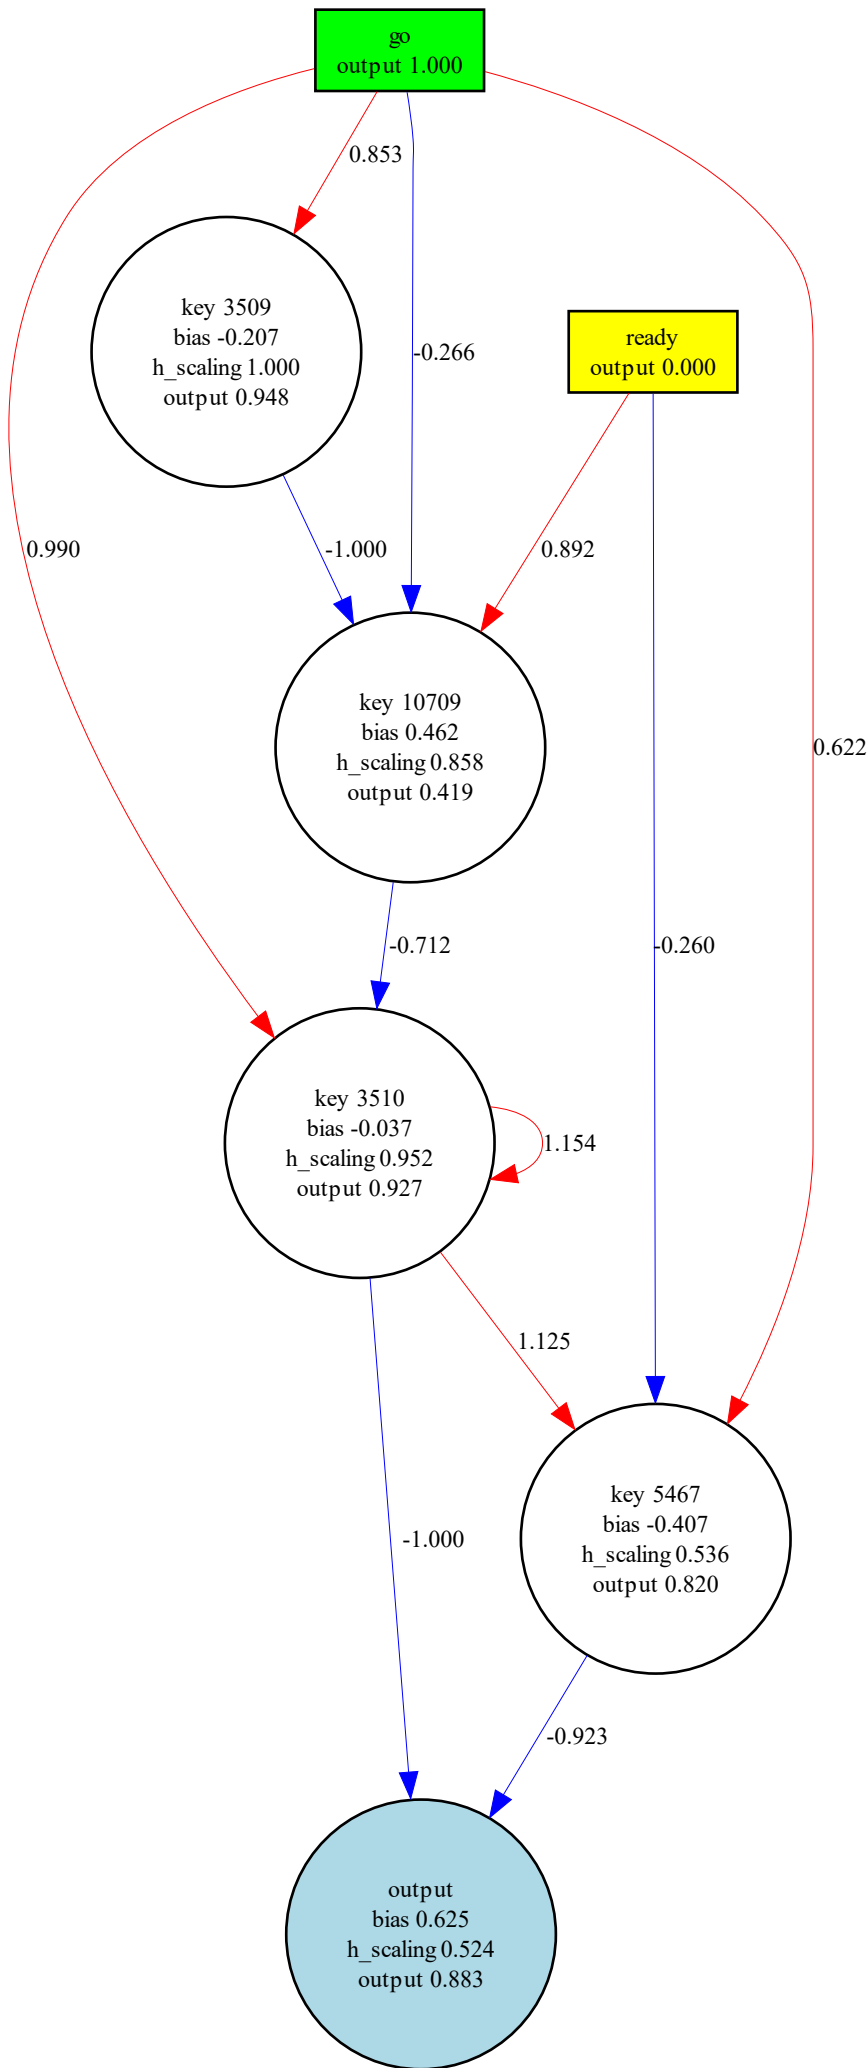 go
output 1.000
0.853
key 3509
bias -0.207
h_scaling 1.000
output 0.948
-0.266
ready
output 0.000
0.990
-1.000
0.892
key 10709
bias 0.462
h_scaling 0.858
output 0.419
0.622
-0.712
-0.260
key 3510
bias -0.037
h_scaling 0.952
output 0.927
1.154
1.125
-1.000
key 5467
bias -0.407
h_scaling 0.536
output 0.820
-0.923
output
bias 0.625
h_scaling 0.524
output 0.883